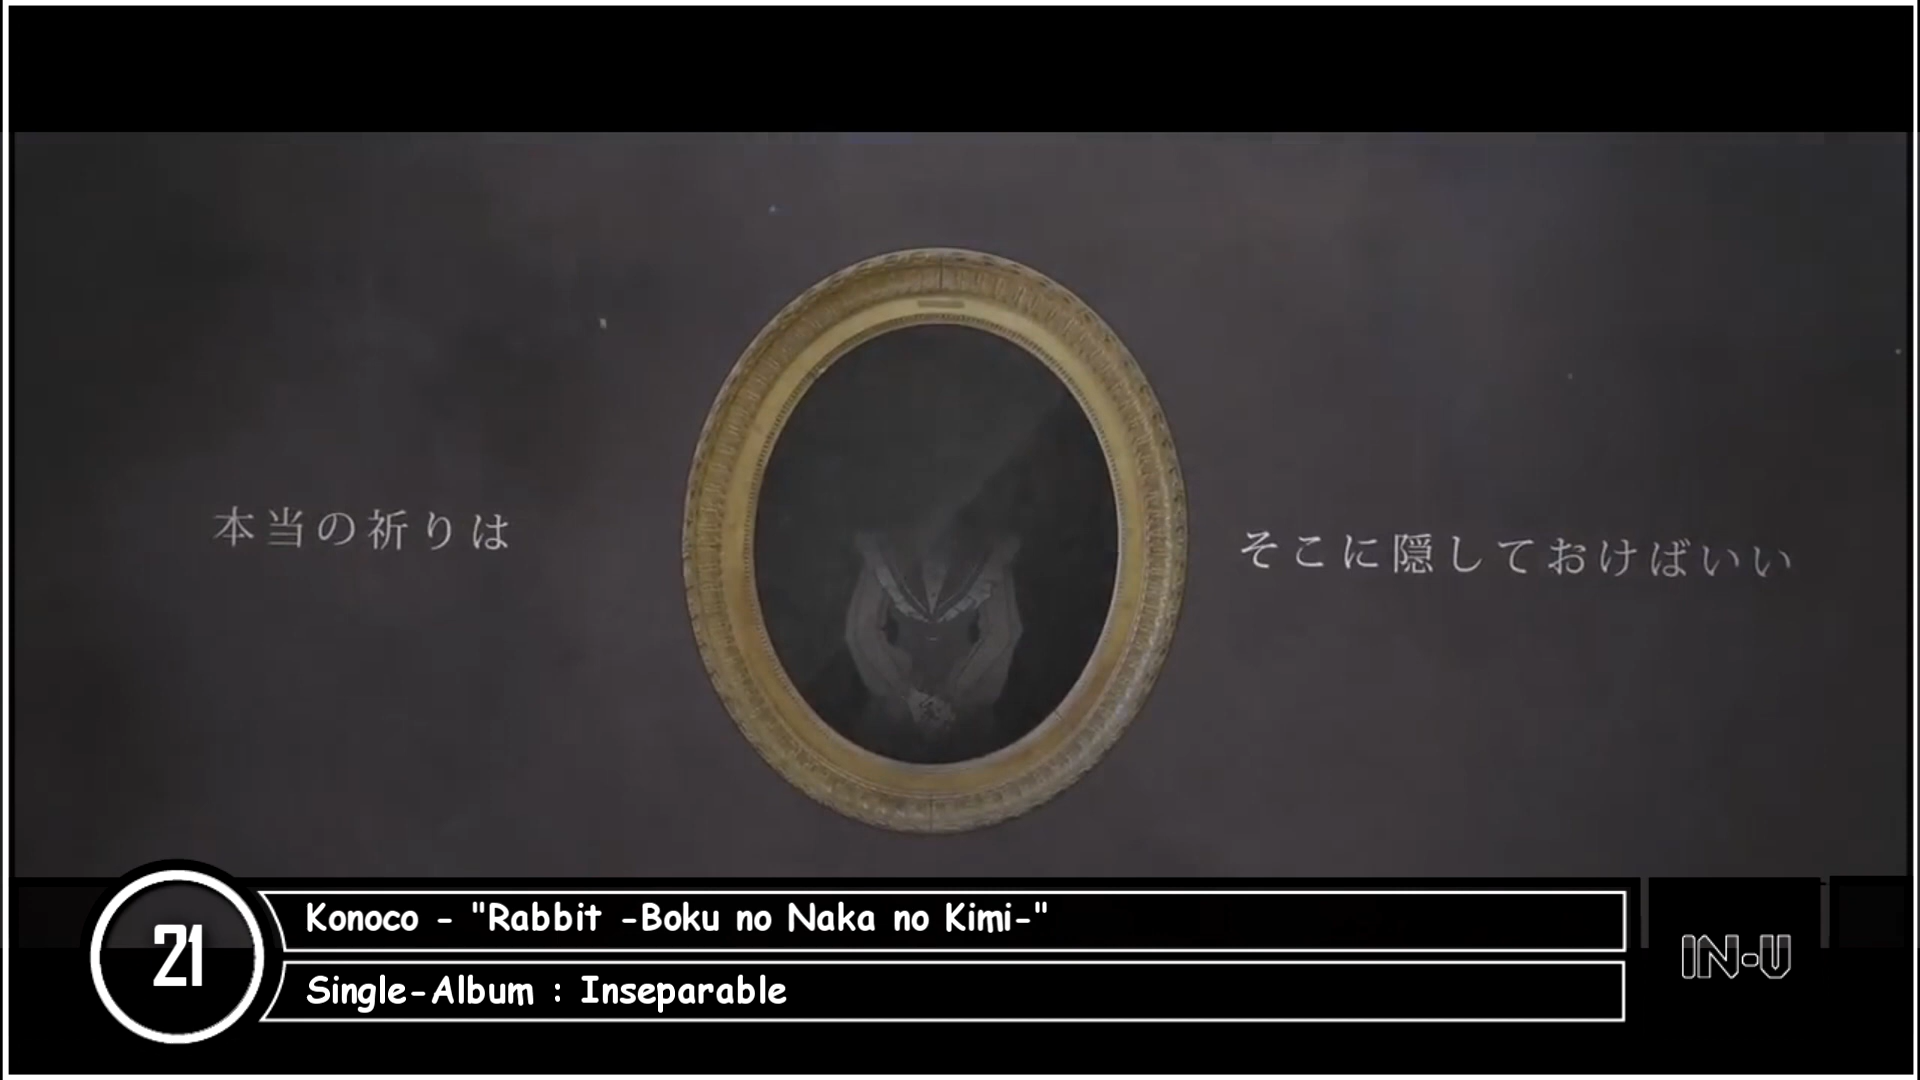 本当の祈りは
そこに隠しておけばいい
21
Konoco - "Rabbit -Boku no Naka no Kimi-"
Single-Album : Inseparable
IN-U